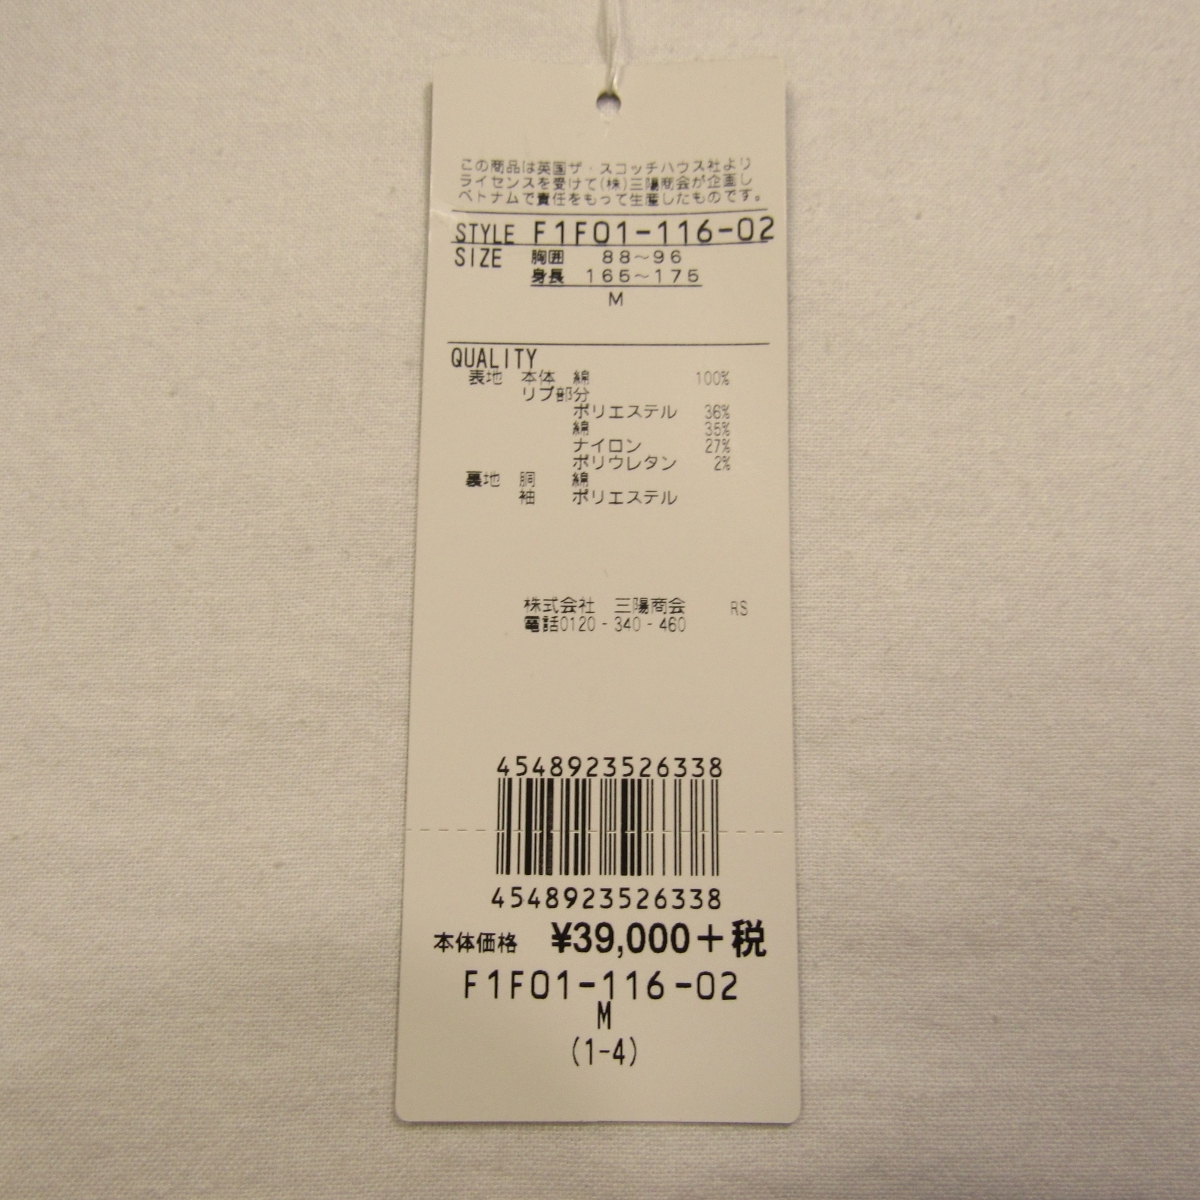 この商品は英国ザ・スコッチハウス社より
ライセンスを受けて(株)三陽商会が企画し
ベトナムで責任をもって生産したものです。
STYLE F1F01-116-02
SIZE 胸囲 88~96
身長 165~175
M
QUALITY
表地 本体 綿 100%
リブ部分
ポリエステル 36%
綿 35%
ナイロン 27%
ポリウレタン 2%
裏地 胴 綿
袖 ポリエステル
株式会社 三陽商会 RS
電話0120-340-460
4548923526338
4548923526338
本体価格 ¥39,000+税
F1F01-116-02
M
(1-4)